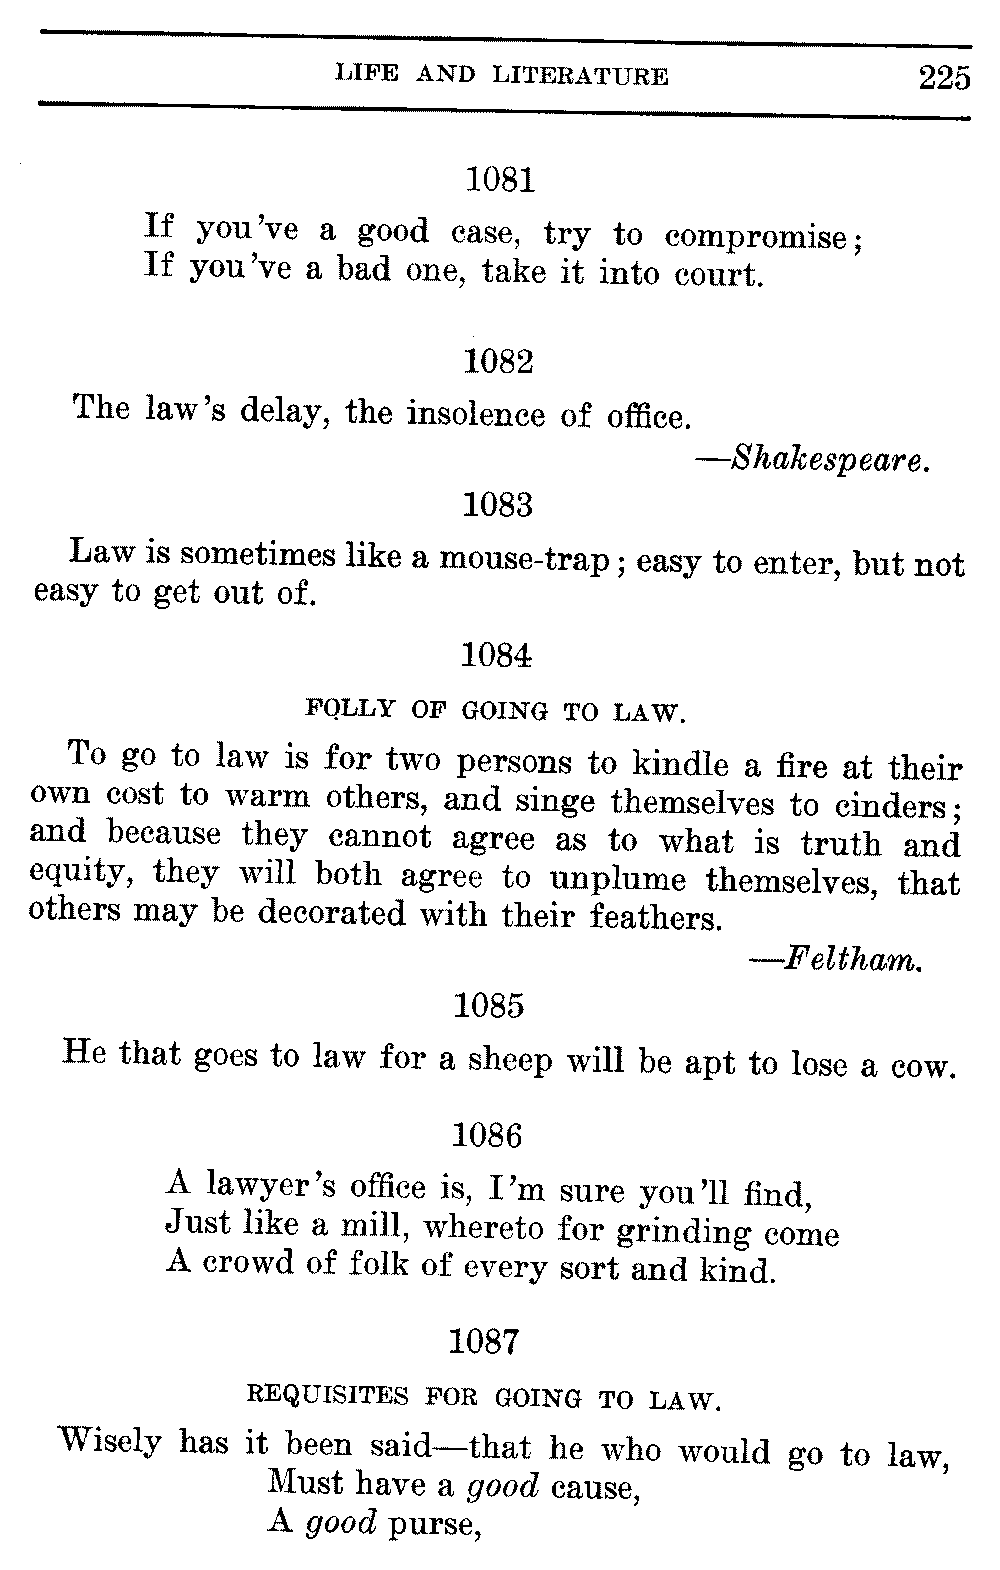 LIFE AND LITERATURE 225
1081
If you've a good case, try to compromise;
If you've a bad one, take it into court.
1082
The law's delay, the insolence of office.
—Shakespeare.
1083
Law is sometimes like a mouse-trap; easy to enter, but not
easy to get out of.
1084
FOLLY OF GOING TO LAW.
To go to law is for two persons to kindle a fire at their
own cost to warm others, and singe themselves to cinders;
and because they cannot agree as to what is truth and
equity, they will both agree to unplume themselves, that
others may be decorated with their feathers.
—Feltham.
1085
He that goes to law for a sheep will be apt to lose a cow.
1086
A lawyer's office is, I'm sure you'll find,
Just like a mill, whereto for grinding come
A crowd of folk of every sort and kind.
1087
REQUISITES FOR GOING TO LAW.
Wisely has it been said—that he who would go to law,
Must have a good cause,
A good purse,